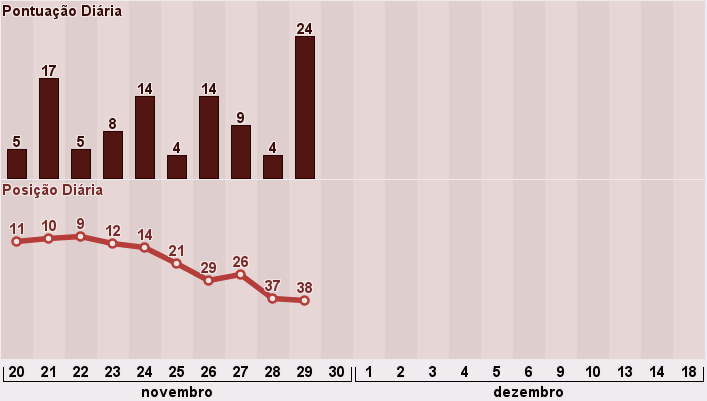 Pontuação Diária
5 17 5 8 14 4 14 9 4 24
Posição Diária
11 10 9 12 14 21 29 26 37 38
20 21 22 23 24 25 26 27 28 29 30 1 2 3 4 5 6 9 10 13 14 18
novembro dezembro